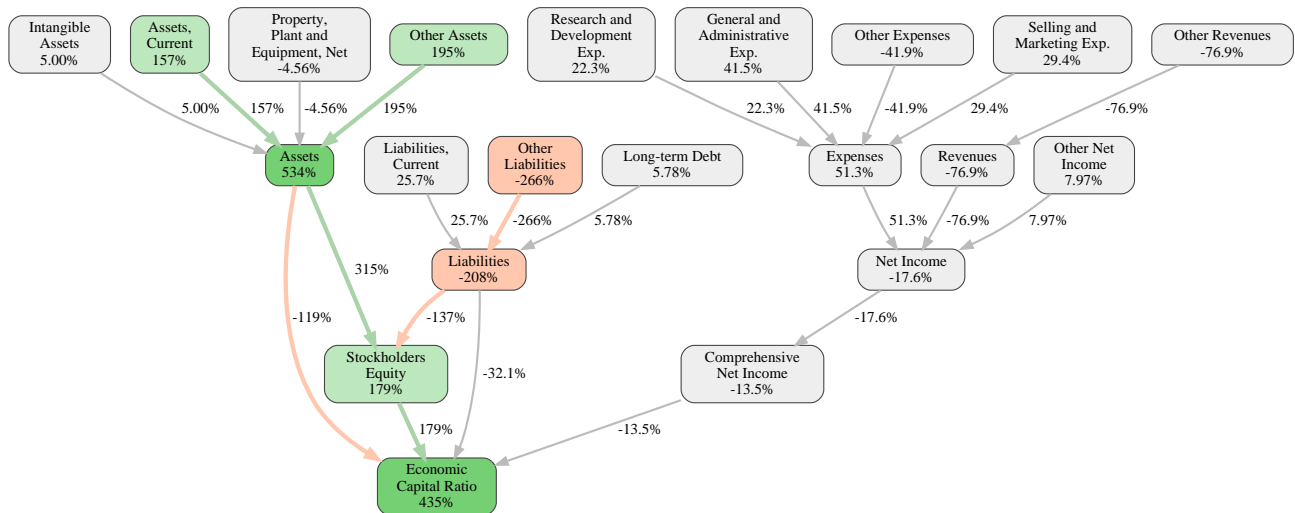 Intangible
Assets
5.00%
Assets,
Current
157%
Property,
Plant and
Equipment, Net
-4.56%
Other Assets
195%
Research and
Development
Exp.
22.3%
General and
Administrative
Exp.
41.5%
Other Expenses
-41.9%
Selling and
Marketing Exp.
29.4%
Other Revenues
-76.9%
5.00%
157%
-4.56%
195%
22.3%
41.5%
-41.9%
29.4%
-76.9%
Assets
534%
Liabilities,
Current
25.7%
Other
Liabilities
-266%
Long-term Debt
5.78%
Expenses
51.3%
Revenues
-76.9%
Other Net
Income
7.97%
25.7%
-266%
5.78%
51.3%
-76.9%
7.97%
Liabilities
-208%
Net Income
-17.6%
315%
-119%
-137%
-17.6%
Stockholders
Equity
179%
-32.1%
Comprehensive
Net Income
-13.5%
179%
-13.5%
Economic
Capital Ratio
435%